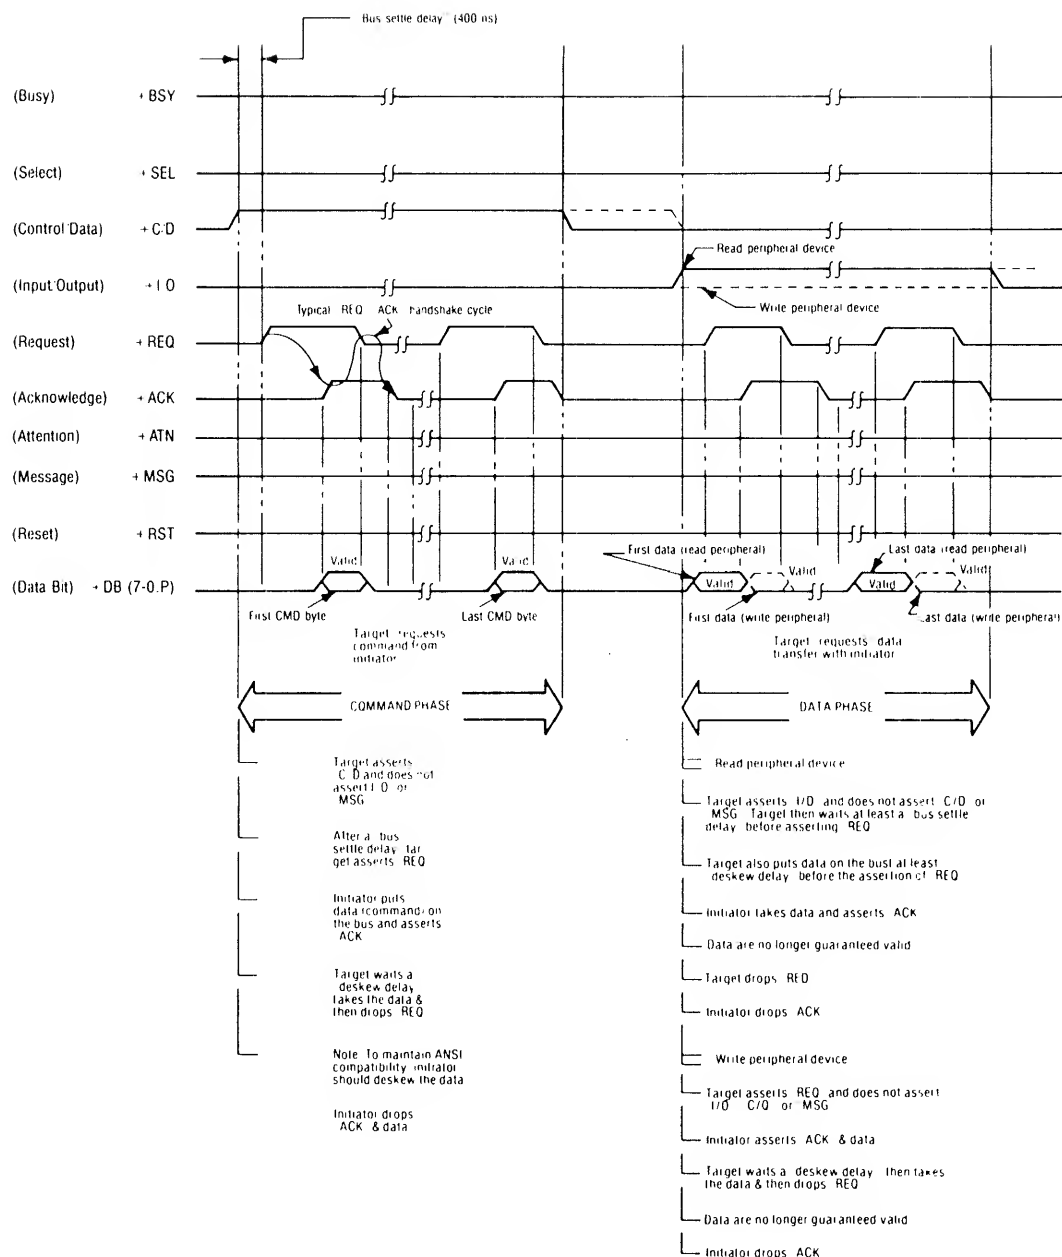 Bus settle delay (400 ns)
(Busy) + BSY
(Select) + SEL
(Control/Data) + C/D
Read peripheral device
(Input/Output) + I/O
Write peripheral device
Typical REQ ACK handshake cycle
(Request) + REQ
(Acknowledge) + ACK
(Attention) + ATN
(Message) + MSG
(Reset) + RST
Valid
Valid
First data (read peripheral)
Last data (read peripheral)
Valid
Valid
(Data Bit) + DB (7-0.P)
Valid
Valid
First CMD byte
Last CMD byte
First data (write peripheral)
Last data (write peripheral)
Target requests
command from
initiator
Target requests data
transfer with initiator
COMMAND PHASE
DATA PHASE
Target asserts
C D and does not
assert I O or
MSG
After a bus
settle delay tar
get asserts REQ
Initiator puts
data (command) on
the bus and asserts
ACK
Target waits a
deskew delay
takes the data &
then drops REQ
Note To maintain ANSI
compatibility initiator
should deskew the data
Initiator drops
ACK & data
Read peripheral device
Target asserts I/D and does not assert C/D or
MSG Target then waits at least a bus settle
delay before asserting REQ
Target also puts data on the bust at least
deskew delay before the assertion of REQ
Initiator takes data and asserts ACK
Data are no longer guaranteed valid
Target drops RED
Initiator drops ACK
Write peripheral device
Target asserts REQ and does not assert
I/D C/Q or MSG
Initiator asserts ACK & data
Target waits a deskew delay then takes
the data & then drops REQ
Data are no longer guaranteed valid
Initiator drops ACK